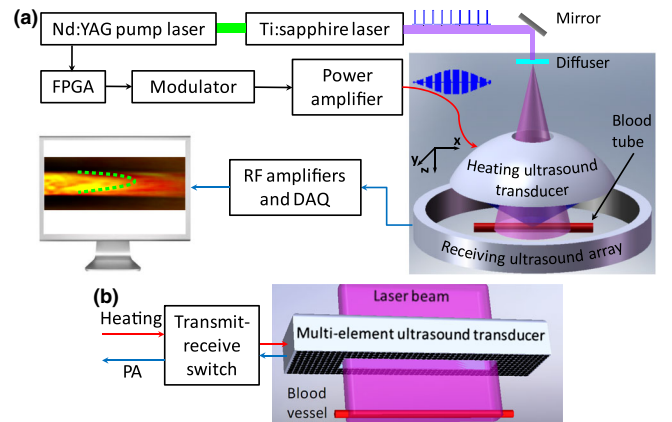 (a)
Nd:YAG pump laser
Ti:sapphire laser
Mirror
Diffuser
FPGA
Modulator
Power
amplifier
Blood
tube
x
y
z
Heating ultrasound
transducer
RF amplifiers
and DAQ
Receiving ultrasound array
(b)
Laser beam
Heating
Transmit-
receive
switch
PA
Multi-element ultrasound transducer
Blood
vessel